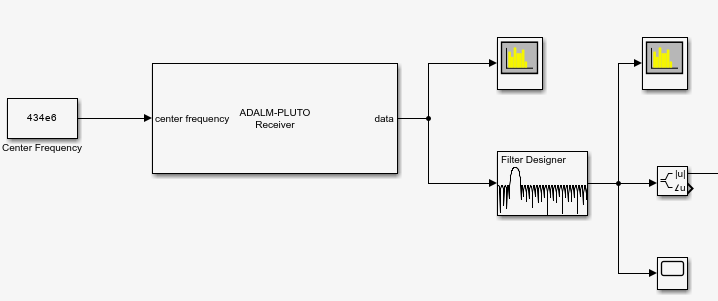 434e6
Center Frequency
center frequency
ADALM-PLUTO
Receiver
data
Filter Designer
|u|
∠u